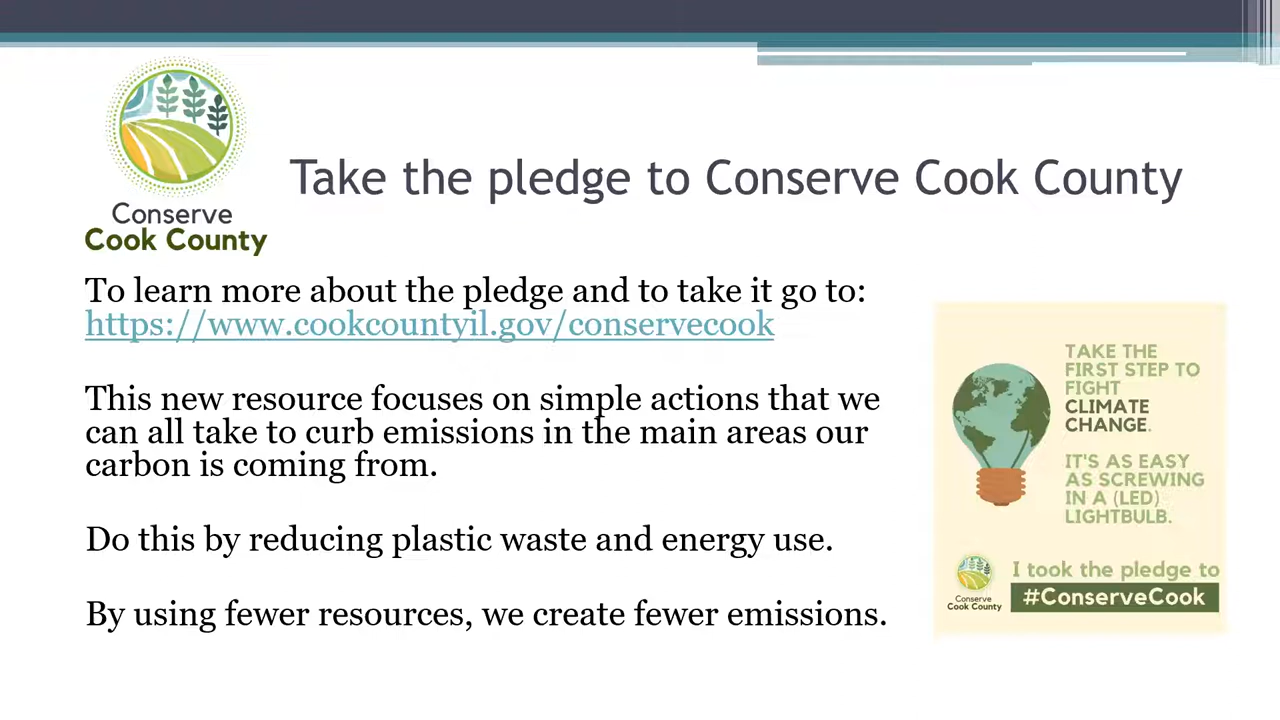 Conserve
Cook County
Take the pledge to Conserve Cook County
To learn more about the pledge and to take it go to:
https://www.cookcountyil.gov/conservecook
This new resource focuses on simple actions that we
can all take to curb emissions in the main areas our
carbon is coming from.
Do this by reducing plastic waste and energy use.
By using fewer resources, we create fewer emissions.
TAKE THE
FIRST STEP TO
FIGHT
CLIMATE
CHANGE.
IT'S AS EASY
AS SCREWING
IN A (LED)
LIGHTBULB.
Conserve
Cook County
I took the pledge to
#ConserveCook